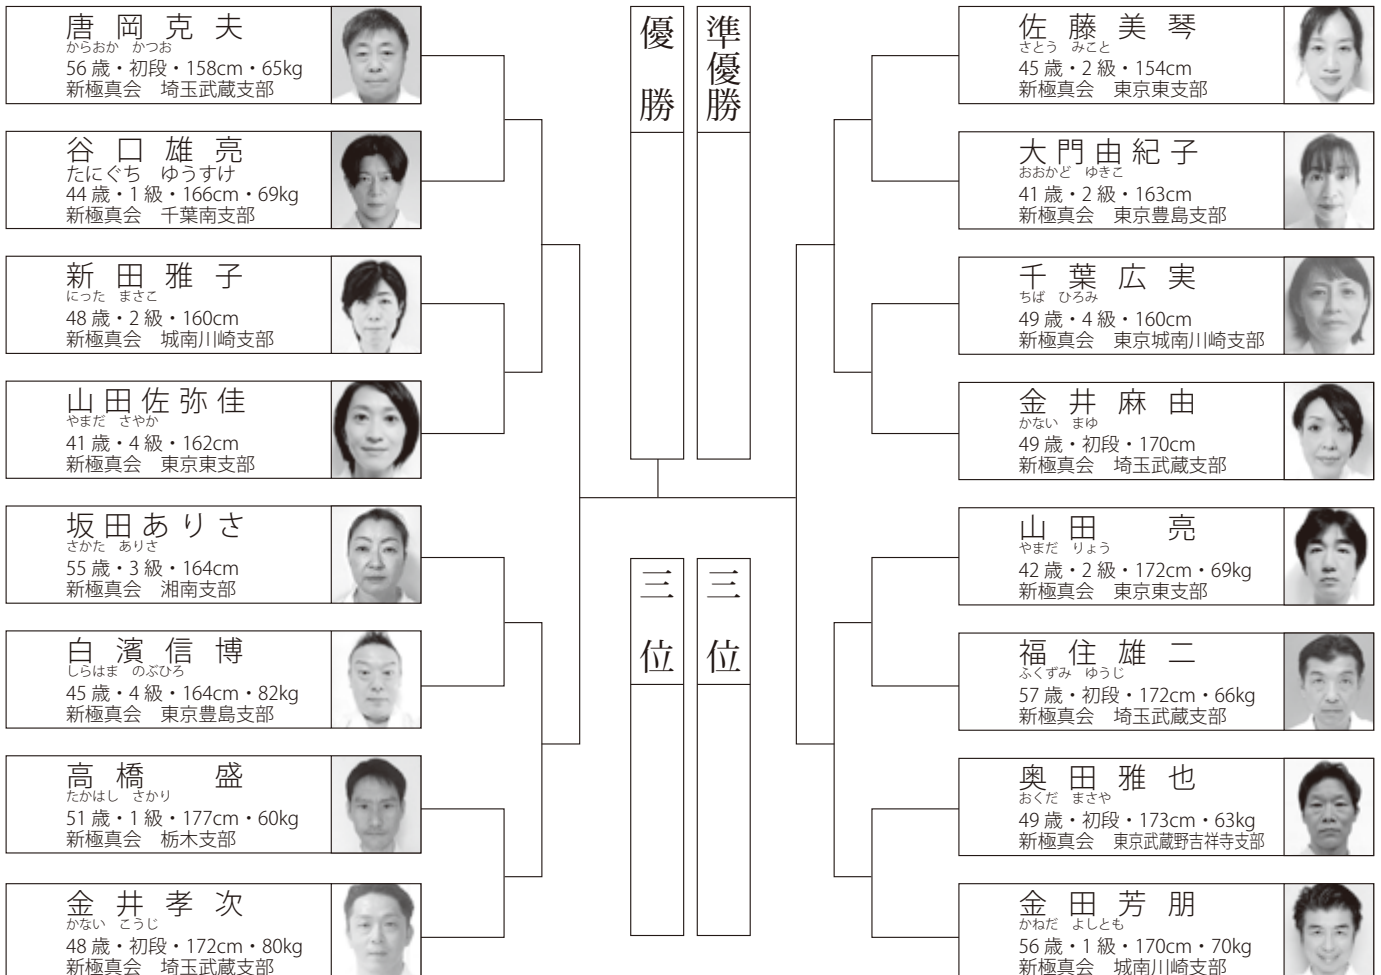 唐岡克夫
からおか　かつお
56歳・初段・158cm・65kg
新極真会　埼玉武蔵支部
谷口雄亮
たにぐち　ゆうすけ
44歳・1級・166cm・69kg
新極真会　千葉南支部
新田雅子
にった　まさこ
48歳・2級・160cm
新極真会　城南川崎支部
山田佐弥佳
やまだ　さやか
41歳・4級・162cm
新極真会　東京東支部
坂田ありさ
さかた　ありさ
55歳・3級・164cm
新極真会　湘南支部
白濱信博
しらはま　のぶひろ
45歳・4級・164cm・82kg
新極真会　東京豊島支部
高橋　盛
たかはし　さかり
51歳・1級・177cm・60kg
新極真会　栃木支部
金井孝次
かない　こうじ
48歳・初段・172cm・80kg
新極真会　埼玉武蔵支部
優勝
準優勝
三位
三位
佐藤美琴
さとう　みこと
45歳・2級・154cm
新極真会　東京東支部
大門由紀子
おおかど　ゆきこ
41歳・2級・163cm
新極真会　東京豊島支部
千葉広実
ちば　ひろみ
49歳・4級・160cm
新極真会　東京城南川崎支部
金井麻由
かない　まゆ
49歳・初段・170cm
新極真会　埼玉武蔵支部
山田　亮
やまだ　りょう
42歳・2級・172cm・69kg
新極真会　東京東支部
福住雄二
ふくずみ　ゆうじ
57歳・初段・172cm・66kg
新極真会　埼玉武蔵支部
奥田雅也
おくだ　まさや
49歳・初段・173cm・63kg
新極真会　東京武蔵野吉祥寺支部
金田芳朋
かねだ　よしとも
56歳・1級・170cm・70kg
新極真会　城南川崎支部